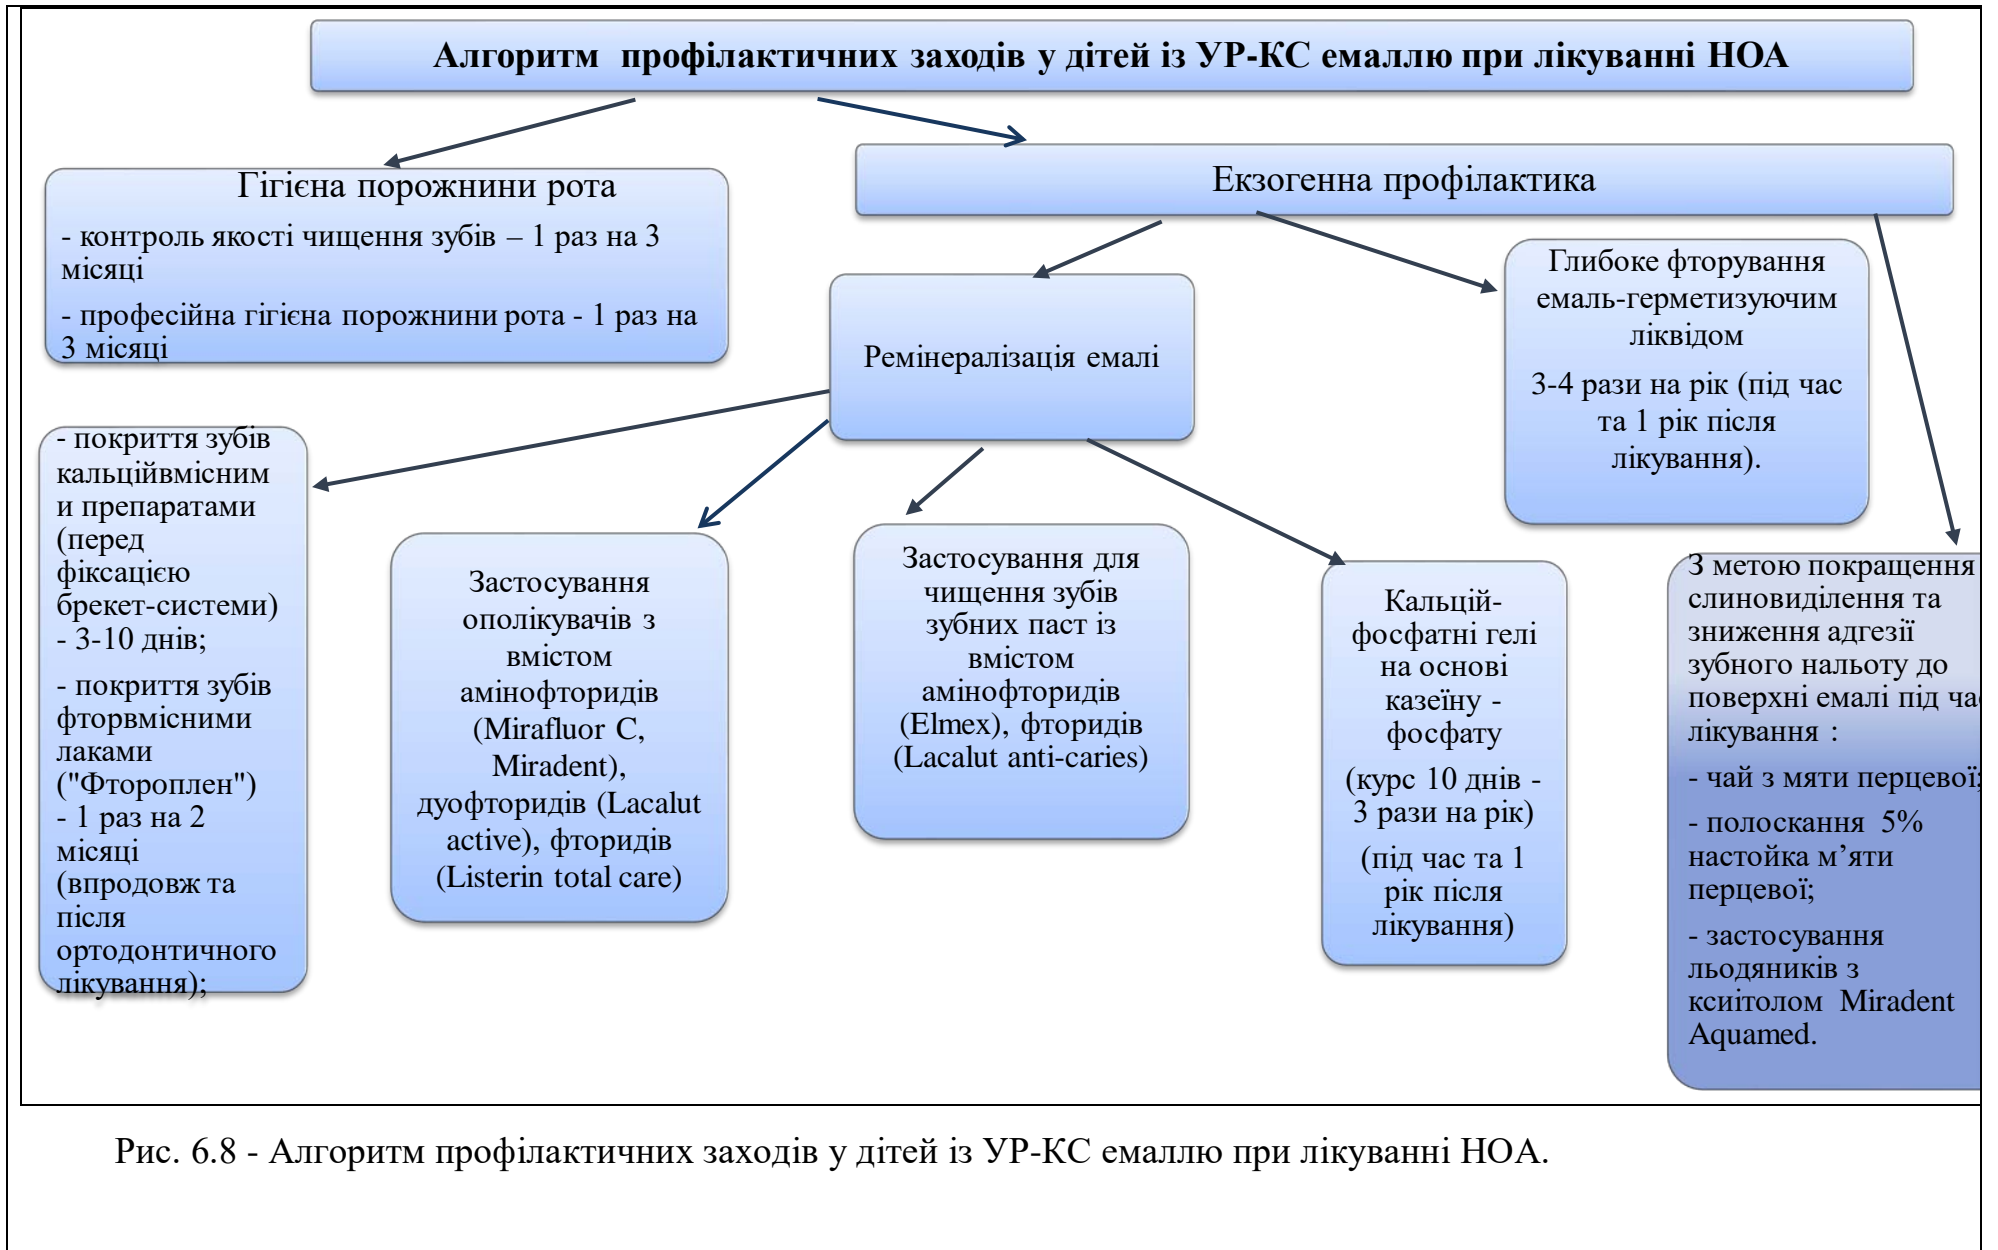 Алгоритм профілактичних заходів у дітей із УР-КС емаллю при лікуванні НОА
Гігієна порожнини рота
- контроль якості чищення зубів – 1 раз на 3
місяці
- професійна гігієна порожнини рота - 1 раз на
3 місяці
Екзогенна профілактика
Ремінералізація емалі
Глибоке фторування
емаль-герметизуючим
ліквідом
3-4 рази на рік (під час
та 1 рік після
лікування).
- покриття зубів
кальційвмісним
и препаратами
(перед
фіксацією
брекет-системи)
- 3-10 днів;
- покриття зубів
фторвмісними
лаками
("Фтороплен")
- 1 раз на 2
місяці
(впродовж та
після
ортодонтичного
лікування);
Застосування
ополікувачів з
вмістом
амінофторидів
(Mirafluor C,
Miradent),
дуофторидів (Lacalut
active), фторидів
(Listerin total care)
Застосування для
чищення зубів
зубних паст із
вмістом
амінофторидів
(Elmex), фторидів
(Lacalut anti-caries)
Кальцій-
фосфатні гелі
на основі
казеїну -
фосфату
(курс 10 днів -
3 рази на рік)
(під час та 1
рік після
лікування)
З метою покращення
слиновиділення та
зниження адгезії
зубного нальоту до
поверхні емалі під час
лікування :
- чай з мяти перцевої;
- полоскання 5%
настойка м’яти
перцевої;
- застосування
льодяників з
ксиітолом Miradent
Aquamed.
Рис. 6.8 - Алгоритм профілактичних заходів у дітей із УР-КС емаллю при лікуванні НОА.